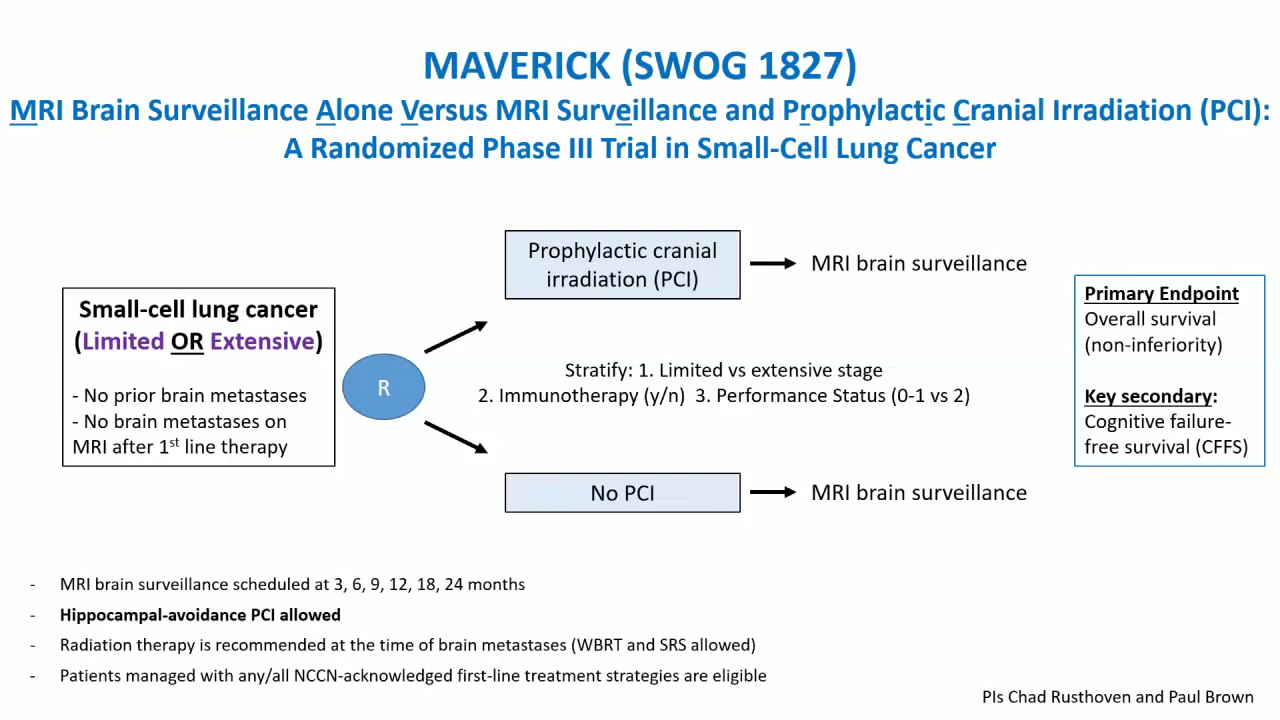 MAVERICK (SWOG 1827)
MRI Brain Surveillance Alone Versus MRI Surveillance and Prophylactic Cranial Irradiation (PCI):
A Randomized Phase III Trial in Small-Cell Lung Cancer
Small-cell lung cancer
(Limited OR Extensive)
- No prior brain metastases
- No brain metastases on
MRI after 1st line therapy
R
Prophylactic cranial
irradiation (PCI)
MRI brain surveillance
Stratify: 1. Limited vs extensive stage
2. Immunotherapy (y/n) 3. Performance Status (0-1 vs 2)
No PCI
MRI brain surveillance
Primary Endpoint
Overall survival
(non-inferiority)
Key secondary:
Cognitive failure-
free survival (CFFS)
- MRI brain surveillance scheduled at 3, 6, 9, 12, 18, 24 months
- Hippocampal-avoidance PCI allowed
- Radiation therapy is recommended at the time of brain metastases (WBRT and SRS allowed)
- Patients managed with any/all NCCN-acknowledged first-line treatment strategies are eligible
PIs Chad Rusthoven and Paul Brown